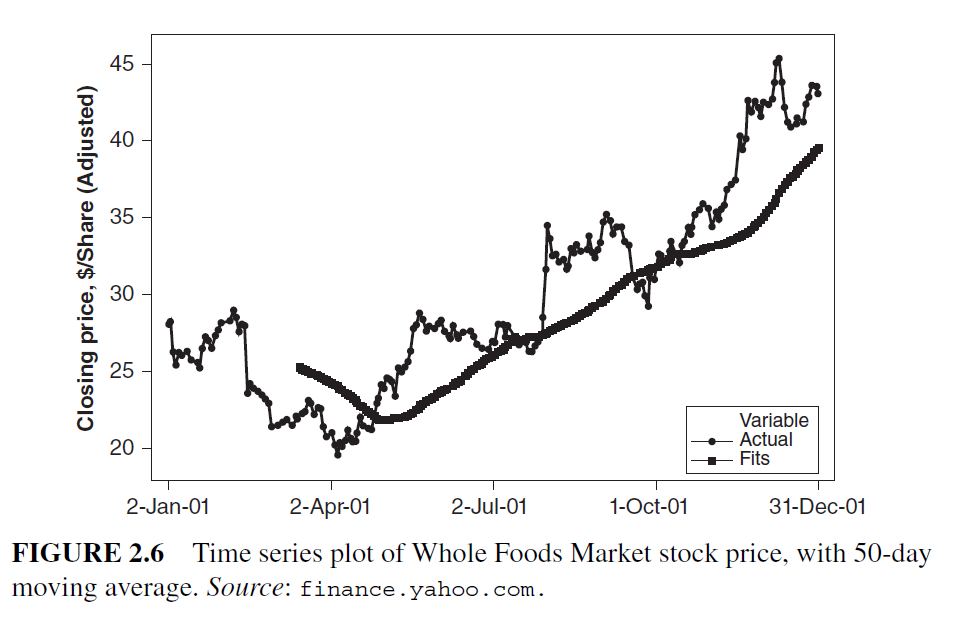 45
40
35
30
25
20
Closing price, $/Share (Adjusted)
Variable
Actual
Fits
2-Jan-01 2-Apr-01 2-Jul-01 1-Oct-01 31-Dec-01
FIGURE 2.6 Time series plot of Whole Foods Market stock price, with 50-day
moving average. Source: finance.yahoo.com.